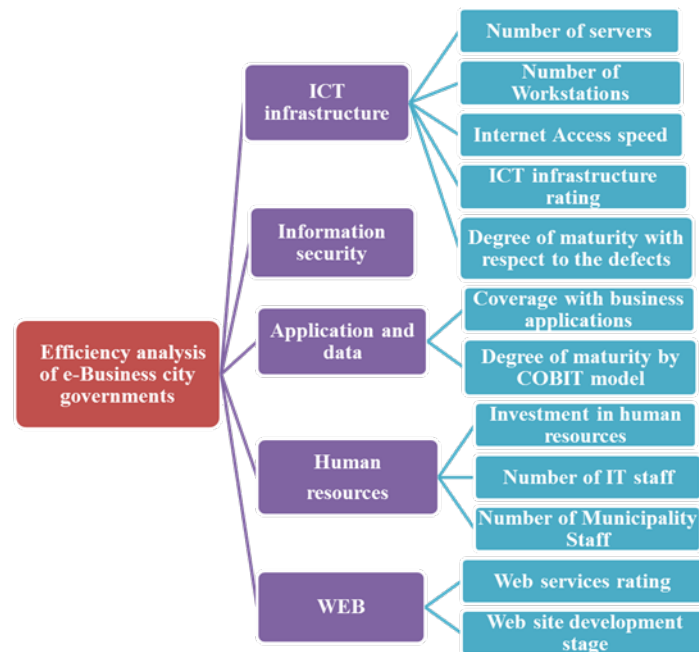 Efficiency analysis
of e-Business city
governments
ICT
infrastructure
Number of servers
Number of
Workstations
Internet Access speed
ICT infrastructure
rating
Degree of maturity with
respect to the defects
Information
security
Application and
data
Coverage with business
applications
Degree of maturity by
COBIT model
Human
resources
Investment in human
resources
Number of IT staff
Number of Municipality
Staff
WEB
Web services rating
Web site development
stage